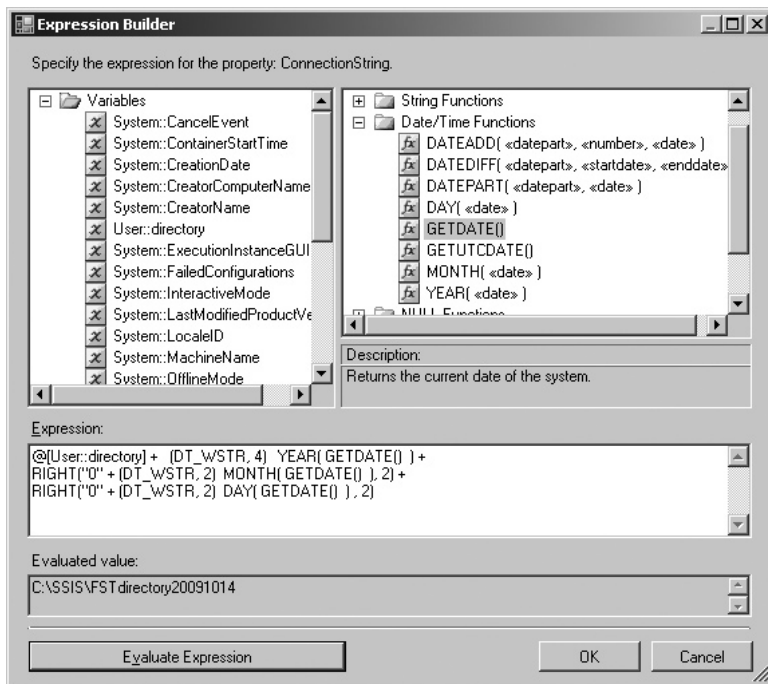 Expression Builder
Specify the expression for the property: ConnectionString.
Variables
System::CancelEvent
System::ContainerStartTime
System::CreationDate
System::CreatorComputerName
System::CreatorName
User::directory
System::ExecutionInstanceGUI
System::FailedConfigurations
System::InteractiveMode
System::LastModifiedProductVe
System::LocaleID
System::MachineName
System::OfflineMode
String Functions
Date/Time Functions
DATEADD( «datepart», «number», «date» )
DATEDIFF( «datepart», «startdate», «enddate»
DATEPART( «datepart», «date» )
DAY( «date» )
GETDATE()
GETUTCDATE()
MONTH( «date» )
YEAR( «date» )
NULL Functions
Description:
Returns the current date of the system.
Expression:
@[User::directory] + (DT_WSTR, 4) YEAR( GETDATE() ) +
RIGHT("0" + (DT_WSTR, 2) MONTH( GETDATE() ), 2) +
RIGHT("0" + (DT_WSTR, 2) DAY( GETDATE() ), 2)
Evaluated value:
C:\SSIS\FSTdirectory20091014
Evaluate Expression
OK
Cancel